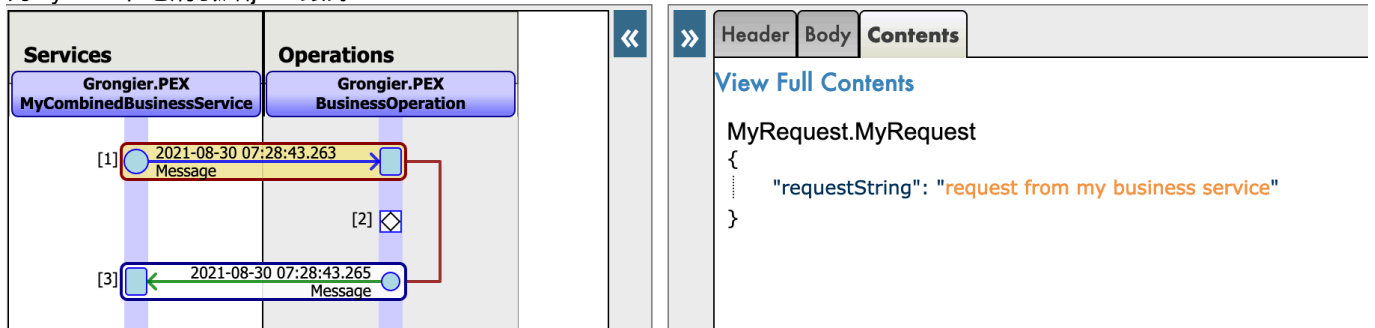 Services
Operations
Grongier.PEX
MyCombinedBusinessService
Grongier.PEX
BusinessOperation
[1]
2021-08-30 07:28:43.263
Message
[2]
[3]
2021-08-30 07:28:43.265
Message
«
»
Header
Body
Contents
View Full Contents
MyRequest.MyRequest
{
"requestString": "request from my business service"
}